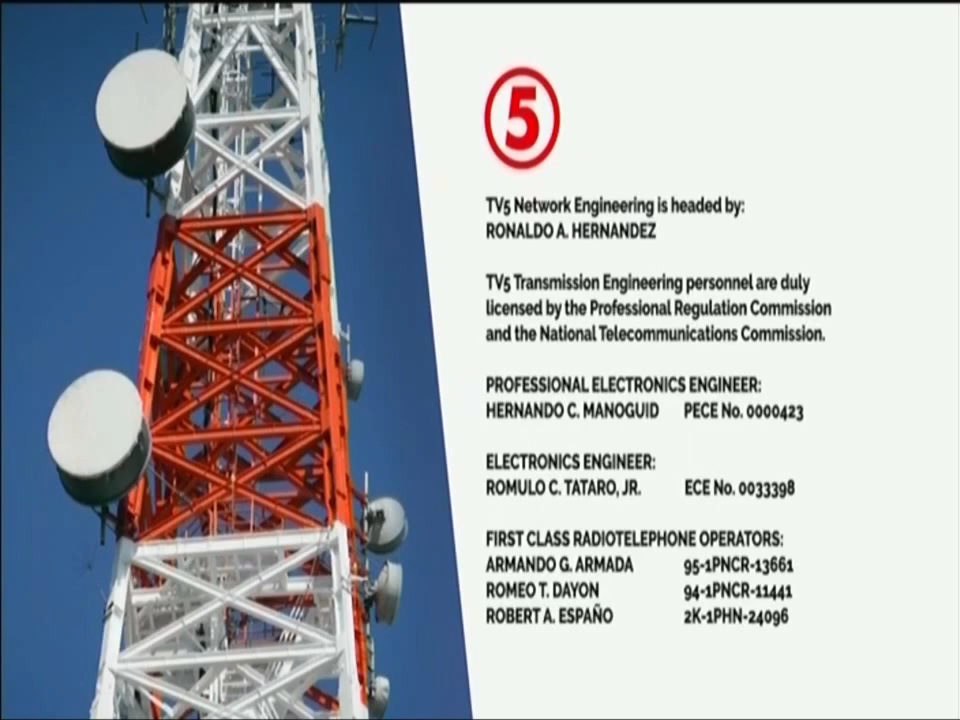 5
TV5 Network Engineering is headed by:
RONALDO A. HERNANDEZ
TV5 Transmission Engineering personnel are duly
licensed by the Professional Regulation Commission
and the National Telecommunications Commission.
PROFESSIONAL ELECTRONICS ENGINEER:
HERNANDO C. MANOGUID PECE No. 0000423
ELECTRONICS ENGINEER:
ROMULO C. TATARO, JR. ECE No. 0033398
FIRST CLASS RADIOTELEPHONE OPERATORS:
ARMANDO G. ARMADA 95-1PNCR-13661
ROMEO T. DAYON 94-1PNCR-11441
ROBERT A. ESPAÑO 2K-1PHN-24096